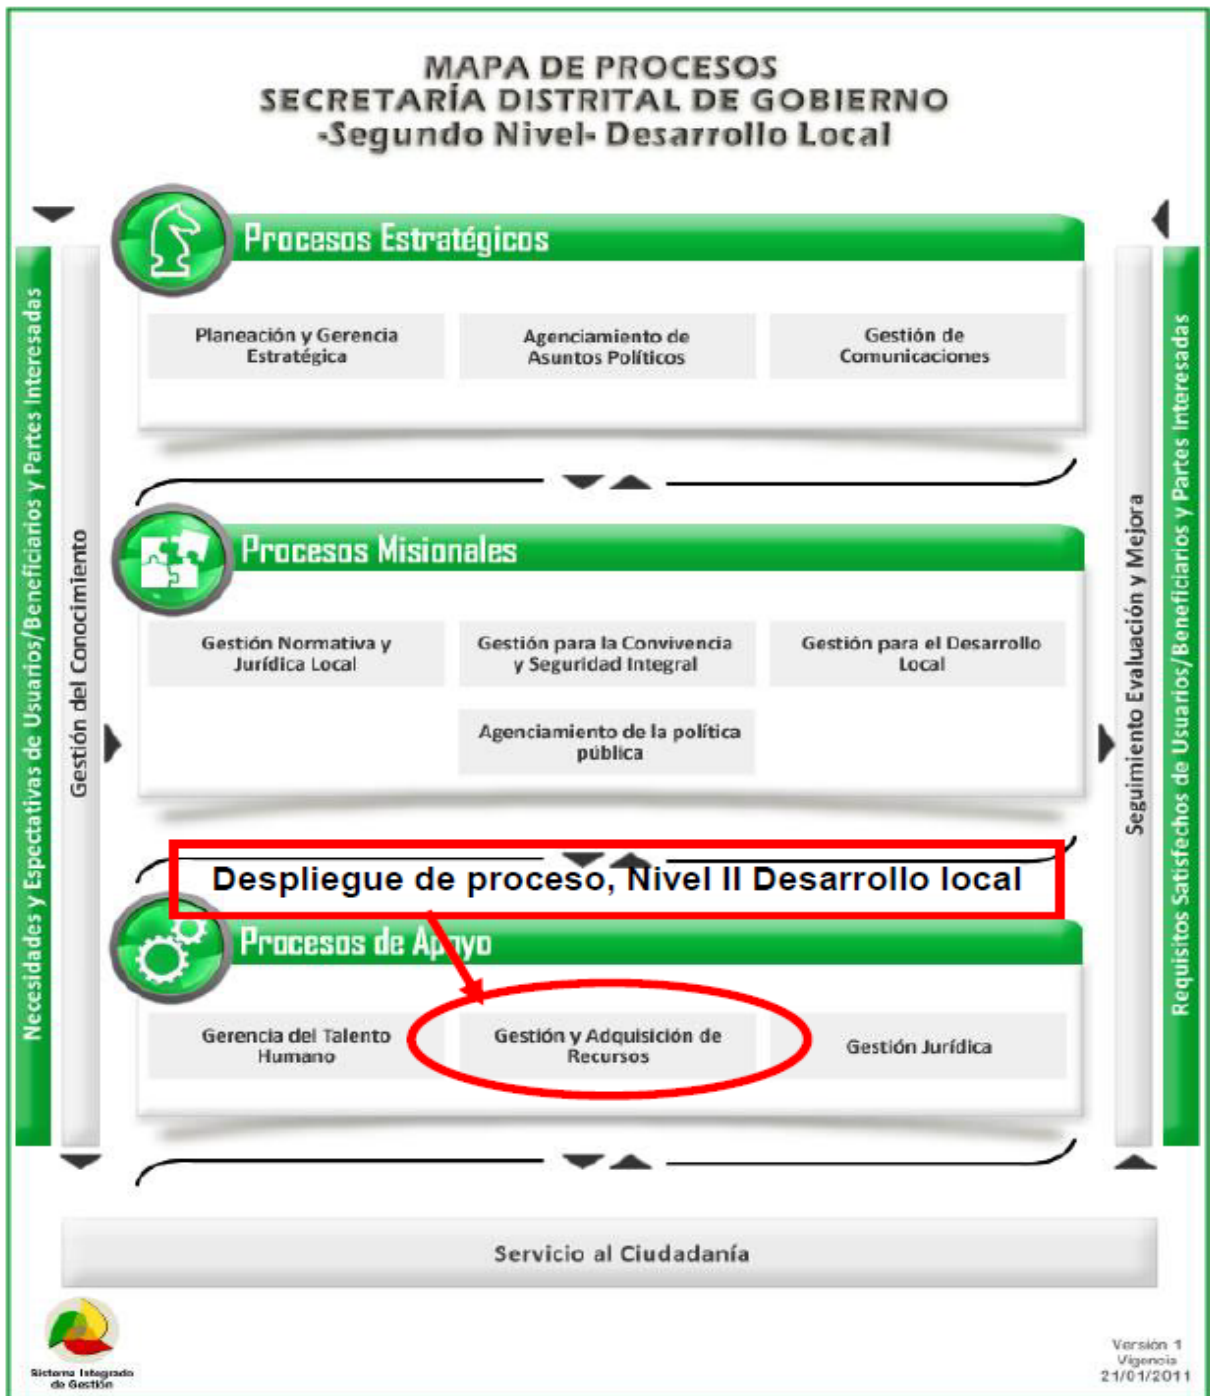 MAPA DE PROCESOS
SECRETARÍA DISTRITAL DE GOBIERNO
-Segundo Nivel- Desarrollo Local
Necesidades y Espectativas de Usuarios/Beneficiarios y Partes Interesadas
Gestión del Conocimiento
Procesos Estratégicos
Planeación y Gerencia
Estratégica
Agenciamiento de
Asuntos Políticos
Gestión de
Comunicaciones
Procesos Misionales
Gestión Normativa y
Jurídica Local
Gestión para la Convivencia
y Seguridad Integral
Gestión para el Desarrollo
Local
Agenciamiento de la política
pública
Despliegue de proceso, Nivel II Desarrollo local
Procesos de Apoyo
Gerencia del Talento
Humano
Gestión y Adquisición de
Recursos
Gestión Jurídica
Seguimiento Evaluación y Mejora
Requisitos Satisfechos de Usuarios/Beneficiarios y Partes Interesadas
Servicio al Ciudadanía
Sistema Integrado
de Gestión
Versión 1
Vigencia
21/01/2011